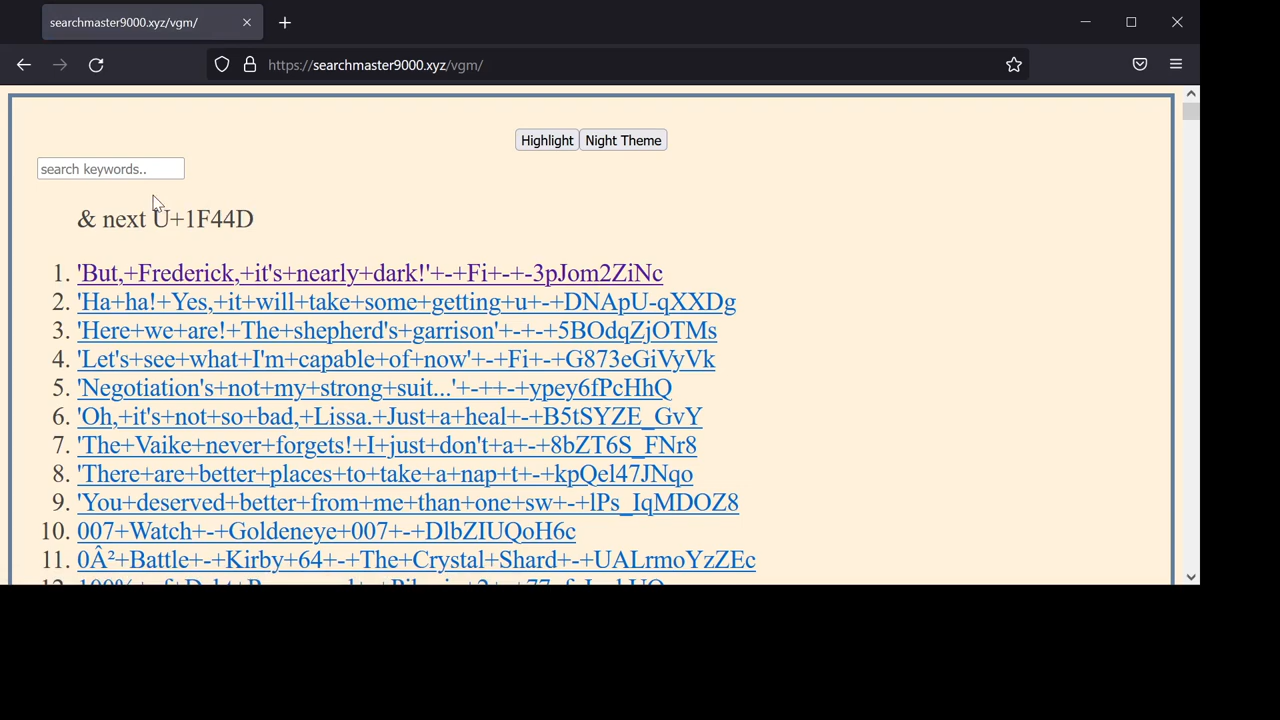 searchmaster9000.xyz/vgm/
https://searchmaster9000.xyz/vgm/
Highlight Night Theme
search keywords..
& next U+1F44D
1. 'But,+Frederick,+it's+nearly+dark!'+-+Fi+-+-3pJom2ZiNc
2. 'Ha+ha!+Yes,+it+will+take+some+getting+u+-+DNApU-qXXDg
3. 'Here+we+are!+The+shepherd's+garrison'+-+-+5BOdqZjOTMs
4. 'Let's+see+what+I'm+capable+of+now'+-+Fi+-+G873eGiVyVk
5. 'Negotiation's+not+my+strong+suit...'+-++-+ypey6fPcHhQ
6. 'Oh,+it's+not+so+bad,+Lissa.+Just+a+heal+-+B5tSYZE_GvY
7. 'The+Vaike+never+forgets!+I+just+don't+a+-+8bZT6S_FNr8
8. 'There+are+better+places+to+take+a+nap+t+-+kpQel47JNqo
9. 'You+deserved+better+from+me+than+one+sw+-+lPs_IqMDOZ8
10. 007+Watch+-+Goldeneye+007+-+DlbZIUQoH6c
11. 0Â²+Battle+-+Kirby+64+-+The+Crystal+Shard+-+UALrmoYzZEc